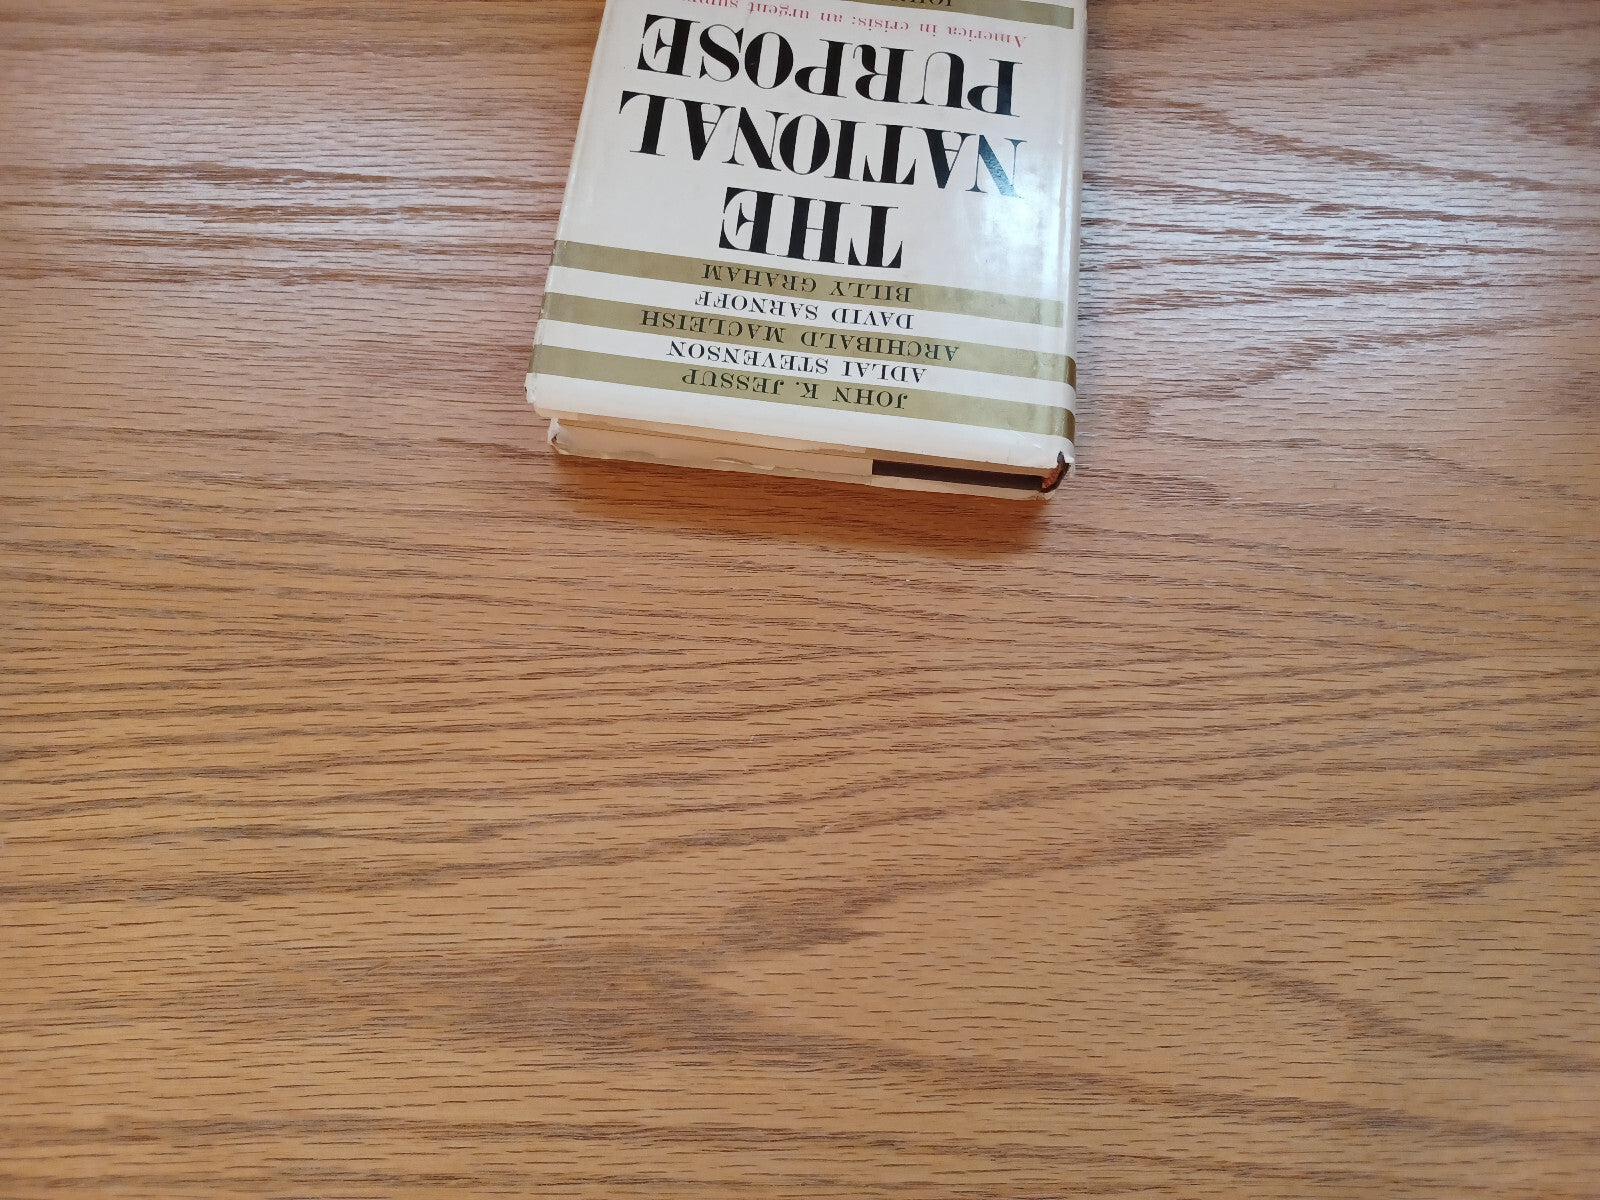 JOHN K. JESSUP
ADLAI STEVENSON
ARCHIBALD MACLEISH
DAVID SARNOFF
BILLY GRAHAM
THE
NATIONAL
PURPOSE
America in crisis: an urgent